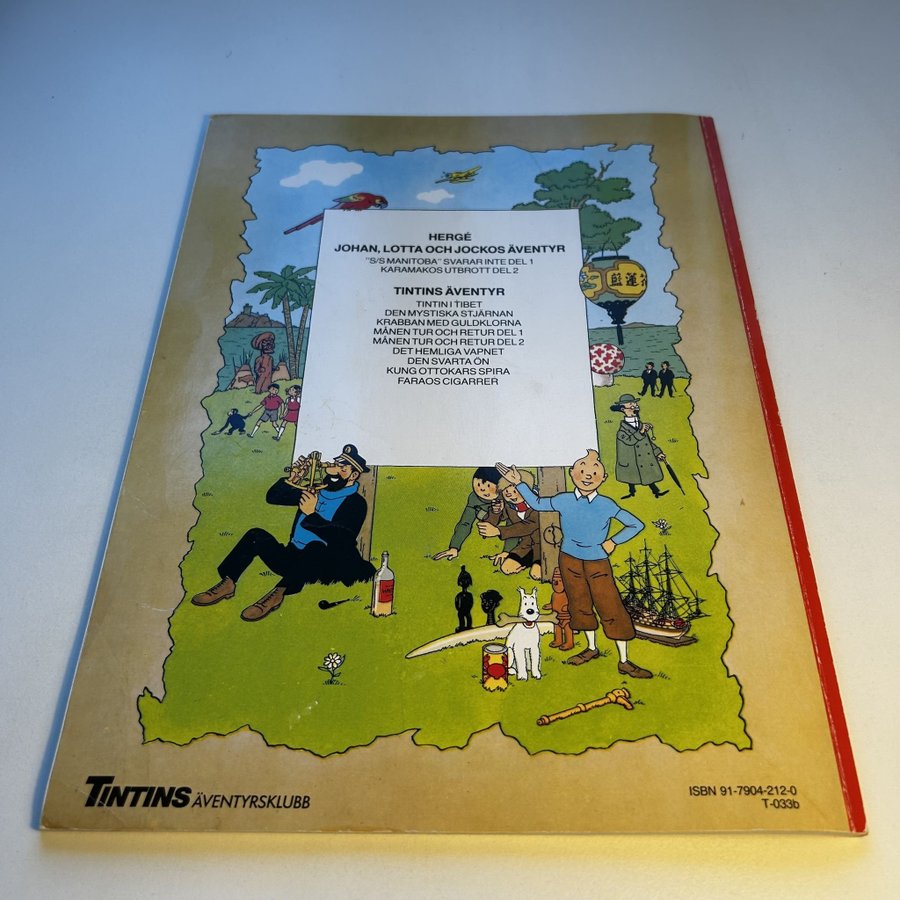 HERGÉ
JOHAN, LOTTA OCH JOCKOS ÄVENTYR
"S/S MANITOBA" SVARAR INTE DEL 1
KARAMAKOS UTBROTT DEL 2
TINTINS ÄVENTYR
TINTIN I TIBET
DEN MYSTISKA STJÄRNAN
KRABBAN MED GULDKLORNA
MÅNEN TUR OCH RETUR DEL 1
MÅNEN TUR OCH RETUR DEL 2
DET HEMLIGA VAPNET
DEN SVARTA ÖN
KUNG OTTOKARS SPIRA
FARAOS CIGARRER
藍蓮
TINTINS ÄVENTYRSKLUBB
ISBN 91-7904-212-0
T-033b